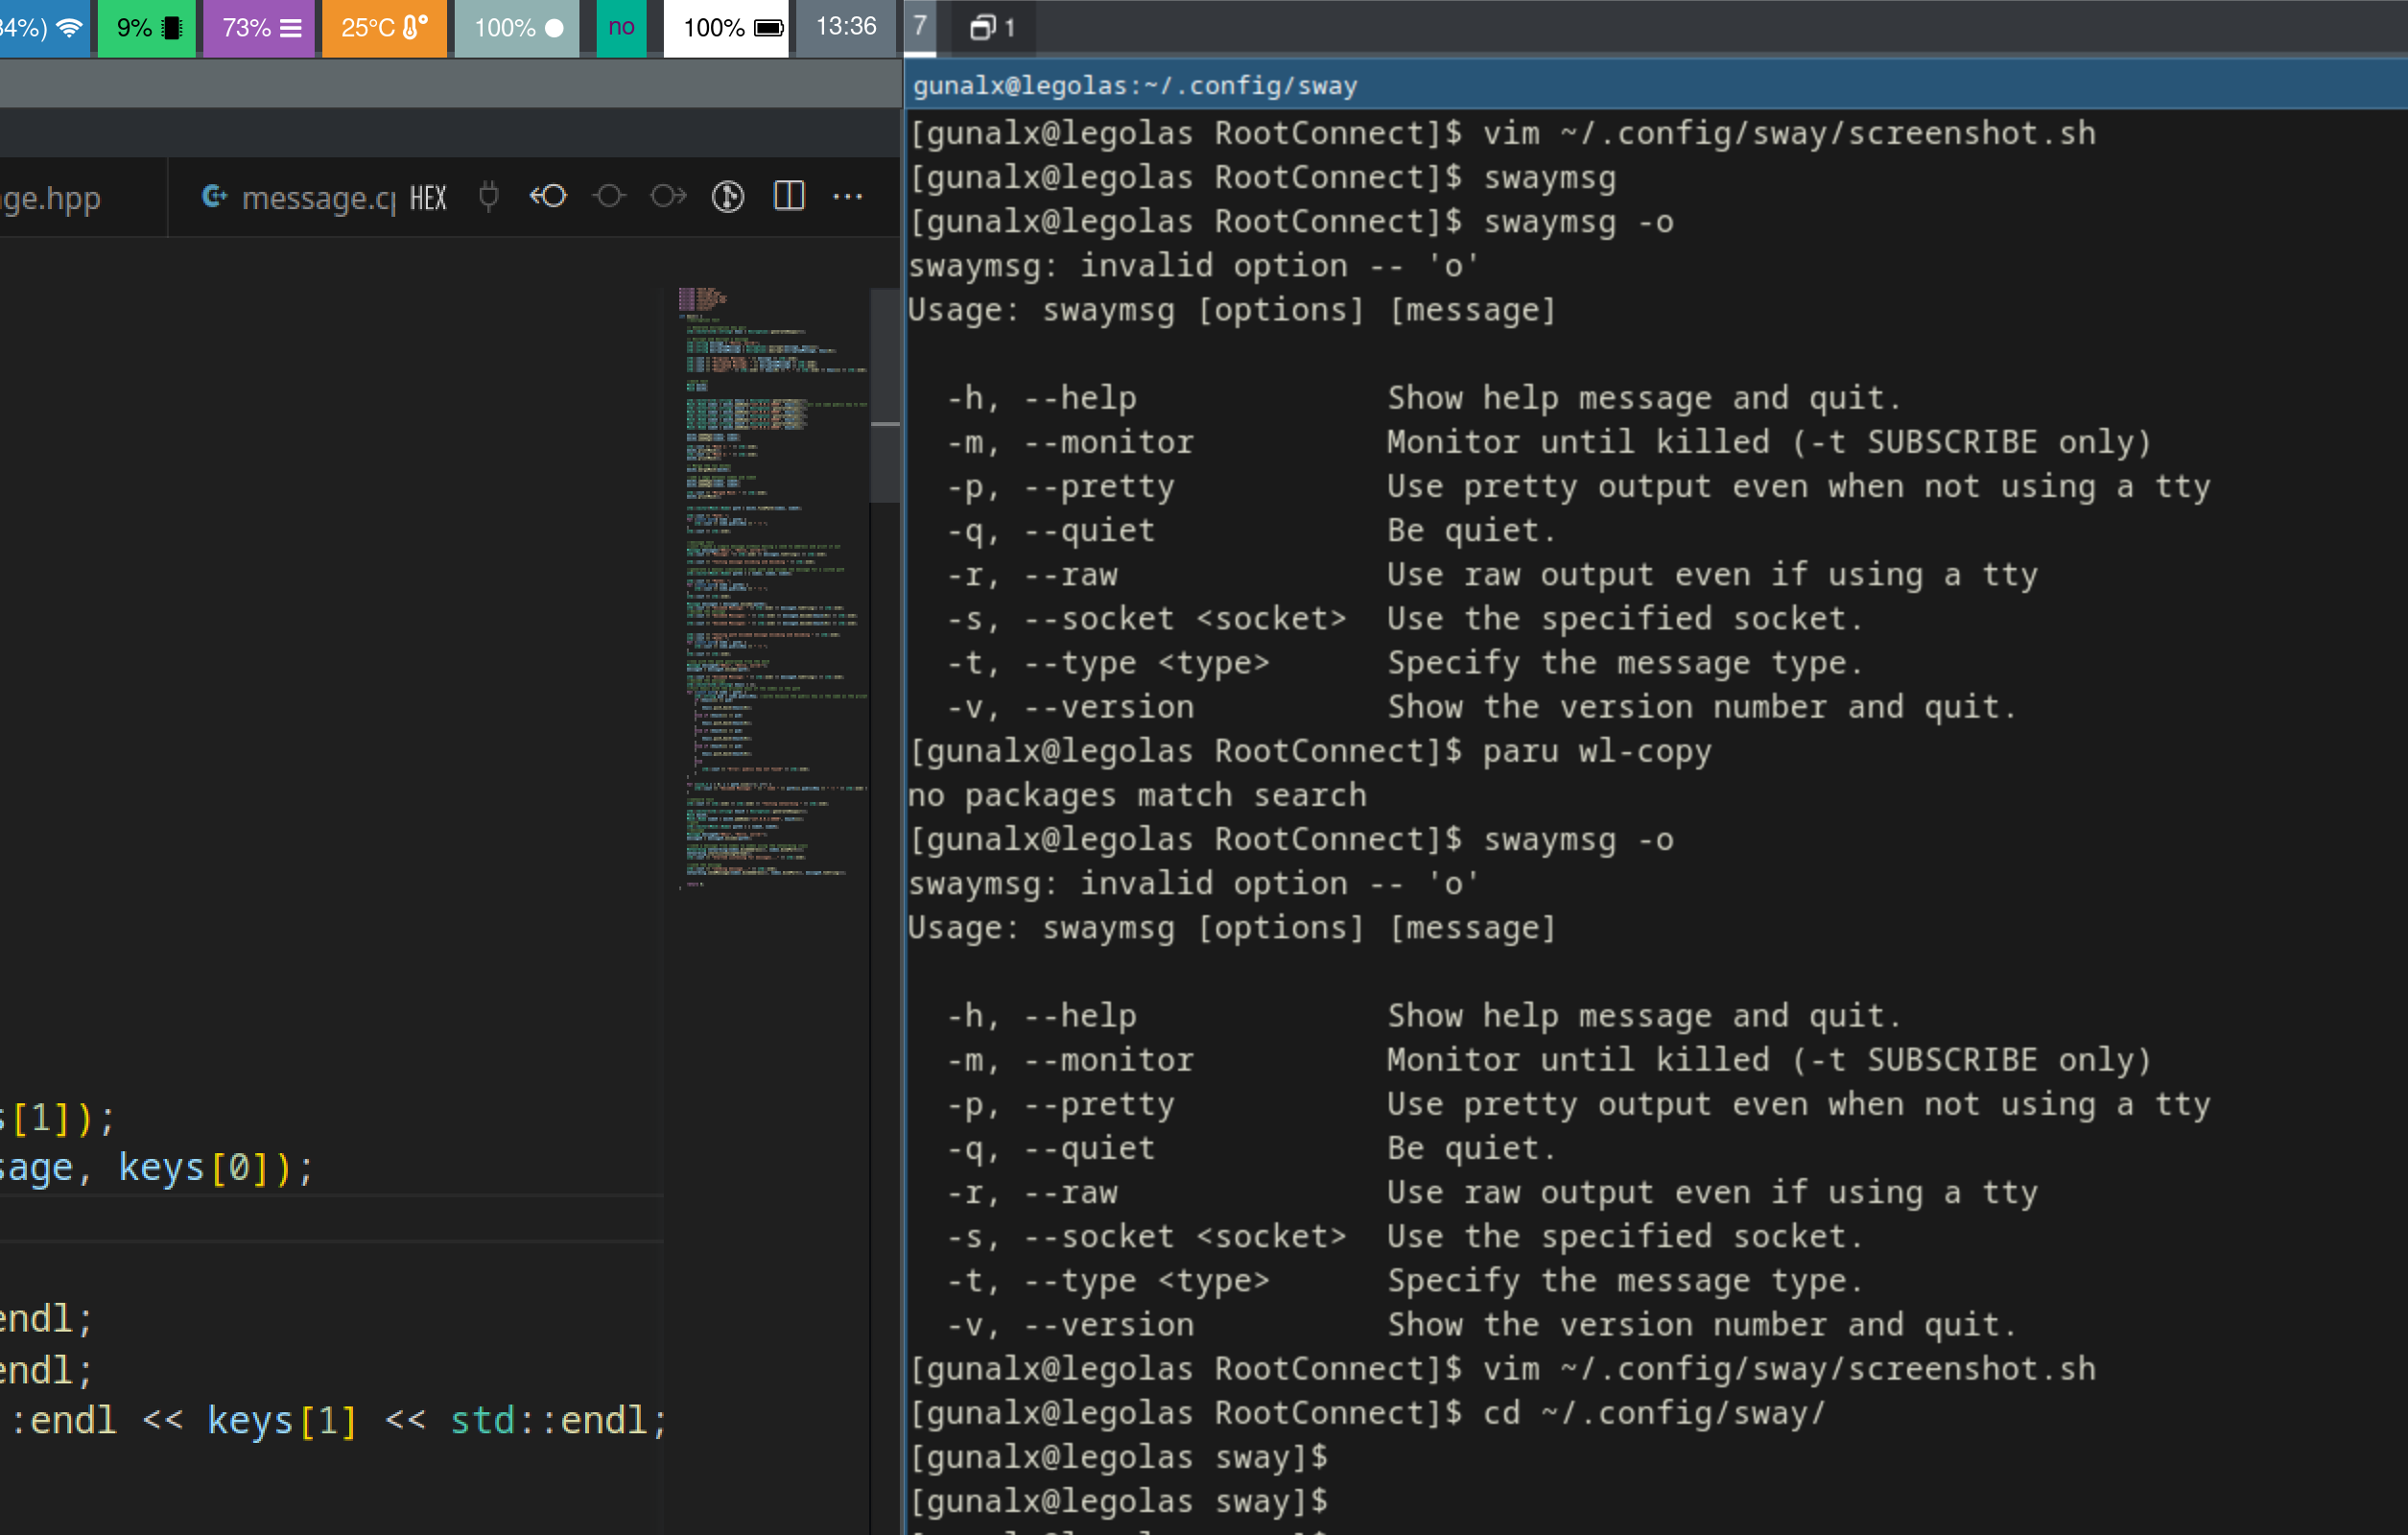 4%)
9%
73%
25°C
100%
no
100%
13:36
7
1
ge.hpp
message.c
HEX
s[1]);
sage, keys[0]);
endl;
endl;
:endl << keys[1] << std::endl;
gunalx@legolas:~/.config/sway
[gunalx@legolas RootConnect]$ vim ~/.config/sway/screenshot.sh
[gunalx@legolas RootConnect]$ swaymsg
[gunalx@legolas RootConnect]$ swaymsg -o
swaymsg: invalid option -- 'o'
Usage: swaymsg [options] [message]
-h, --help Show help message and quit.
-m, --monitor Monitor until killed (-t SUBSCRIBE only)
-p, --pretty Use pretty output even when not using a tty
-q, --quiet Be quiet.
-r, --raw Use raw output even if using a tty
-s, --socket <socket> Use the specified socket.
-t, --type <type> Specify the message type.
-v, --version Show the version number and quit.
[gunalx@legolas RootConnect]$ paru wl-copy
no packages match search
[gunalx@legolas RootConnect]$ swaymsg -o
swaymsg: invalid option -- 'o'
Usage: swaymsg [options] [message]
-h, --help Show help message and quit.
-m, --monitor Monitor until killed (-t SUBSCRIBE only)
-p, --pretty Use pretty output even when not using a tty
-q, --quiet Be quiet.
-r, --raw Use raw output even if using a tty
-s, --socket <socket> Use the specified socket.
-t, --type <type> Specify the message type.
-v, --version Show the version number and quit.
[gunalx@legolas RootConnect]$ vim ~/.config/sway/screenshot.sh
[gunalx@legolas RootConnect]$ cd ~/.config/sway/
[gunalx@legolas sway]$
[gunalx@legolas sway]$